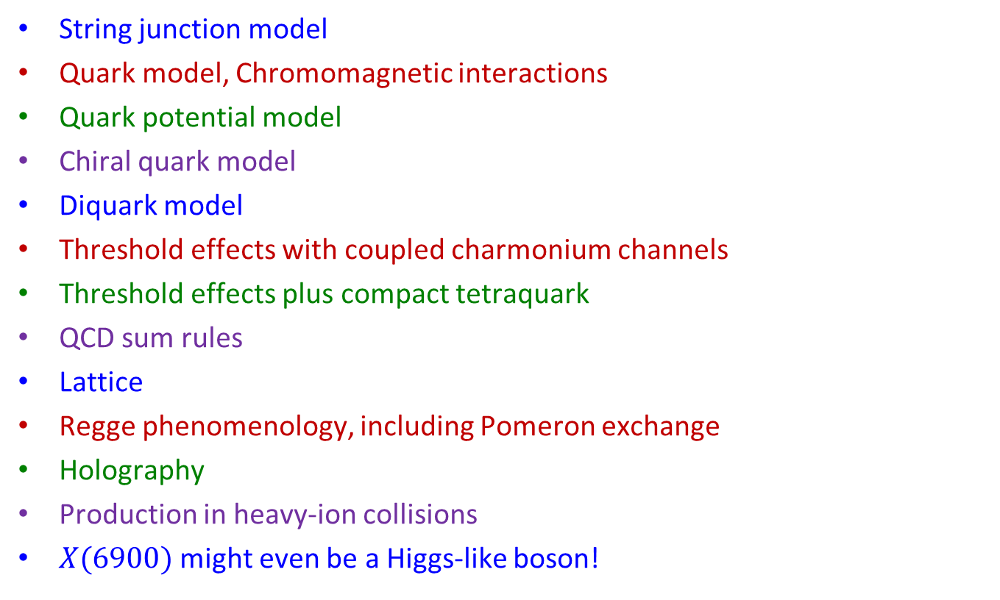 • String junction model
• Quark model, Chromomagnetic interactions
• Quark potential model
• Chiral quark model
• Diquark model
• Threshold effects with coupled charmonium channels
• Threshold effects plus compact tetraquark
• QCD sum rules
• Lattice
• Regge phenomenology, including Pomeron exchange
• Holography
• Production in heavy-ion collisions
• X(6900) might even be a Higgs-like boson!